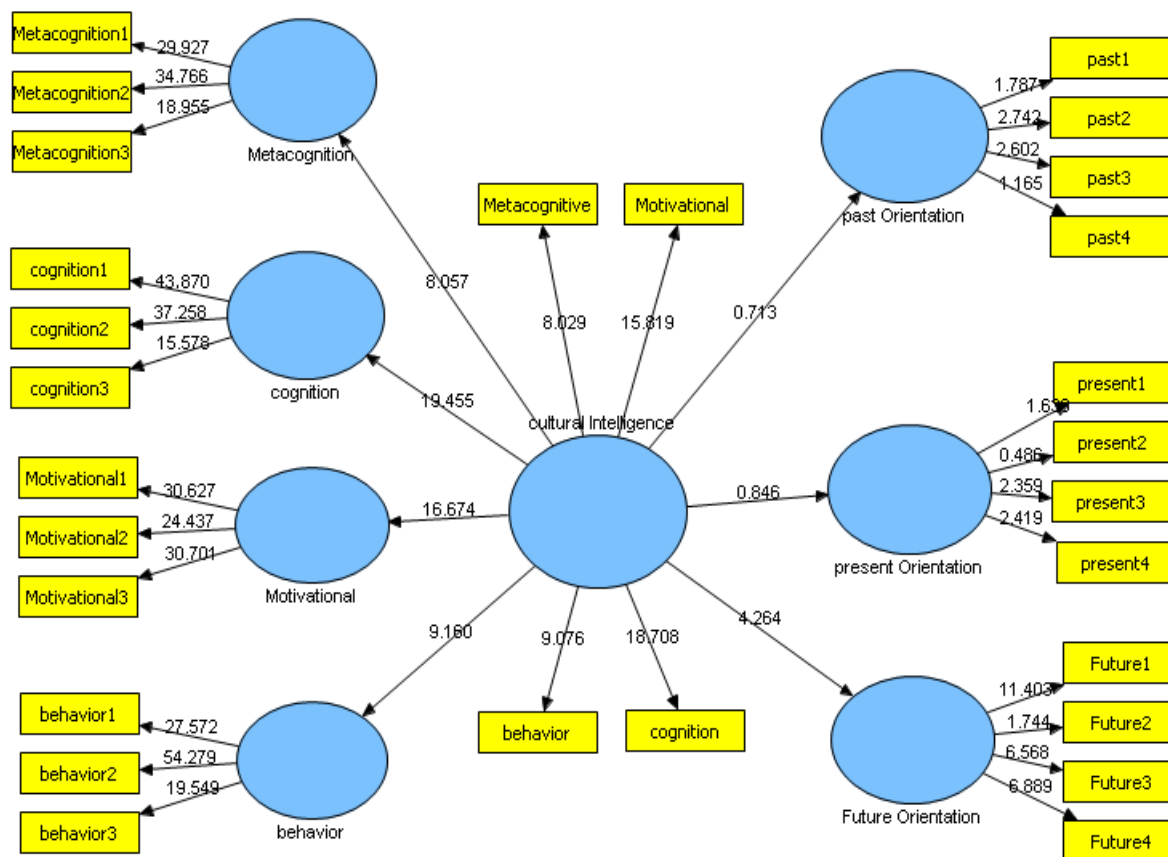 Metacognition1
29.927
Metacognition2
34.766
Metacognition3
18.955
Metacognition
cognition1
43.870
cognition2
37.258
cognition3
15.578
cognition
Motivational1
30.627
Motivational2
24.437
Motivational3
30.701
Motivational
behavior1
27.572
behavior2
54.279
behavior3
19.549
behavior
8.057
19.455
16.674
9.160
Metacognitive
Motivational
8.029
15.819
cultural Intelligence
9.076
18.708
behavior
cognition
0.713
0.846
4.264
past1
1.787
past2
2.742
past3
2.602
past4
1.165
past Orientation
present1
present2
0.486
present3
2.359
present4
2.419
present Orientation
Future1
11.403
Future2
1.744
Future3
6.568
Future4
6.889
Future Orientation